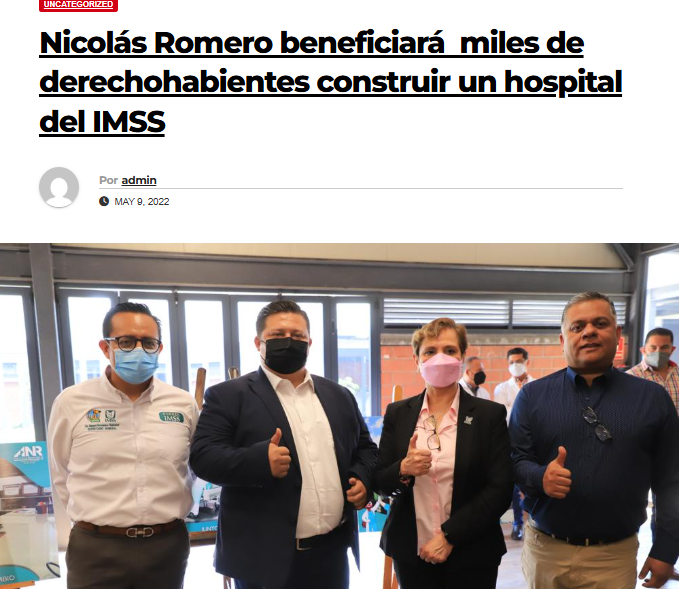 UNCATEGORIZED
Nicolás Romero beneficiará  miles de
derechohabientes construir un hospital
del IMSS
Por admin
MAY 9, 2022
IMSS
ANR
JUNTO